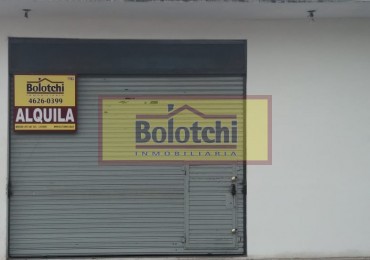 Bolotchi
4626-0399
ALQUILA
Bolotchi
INMOBILIARIA